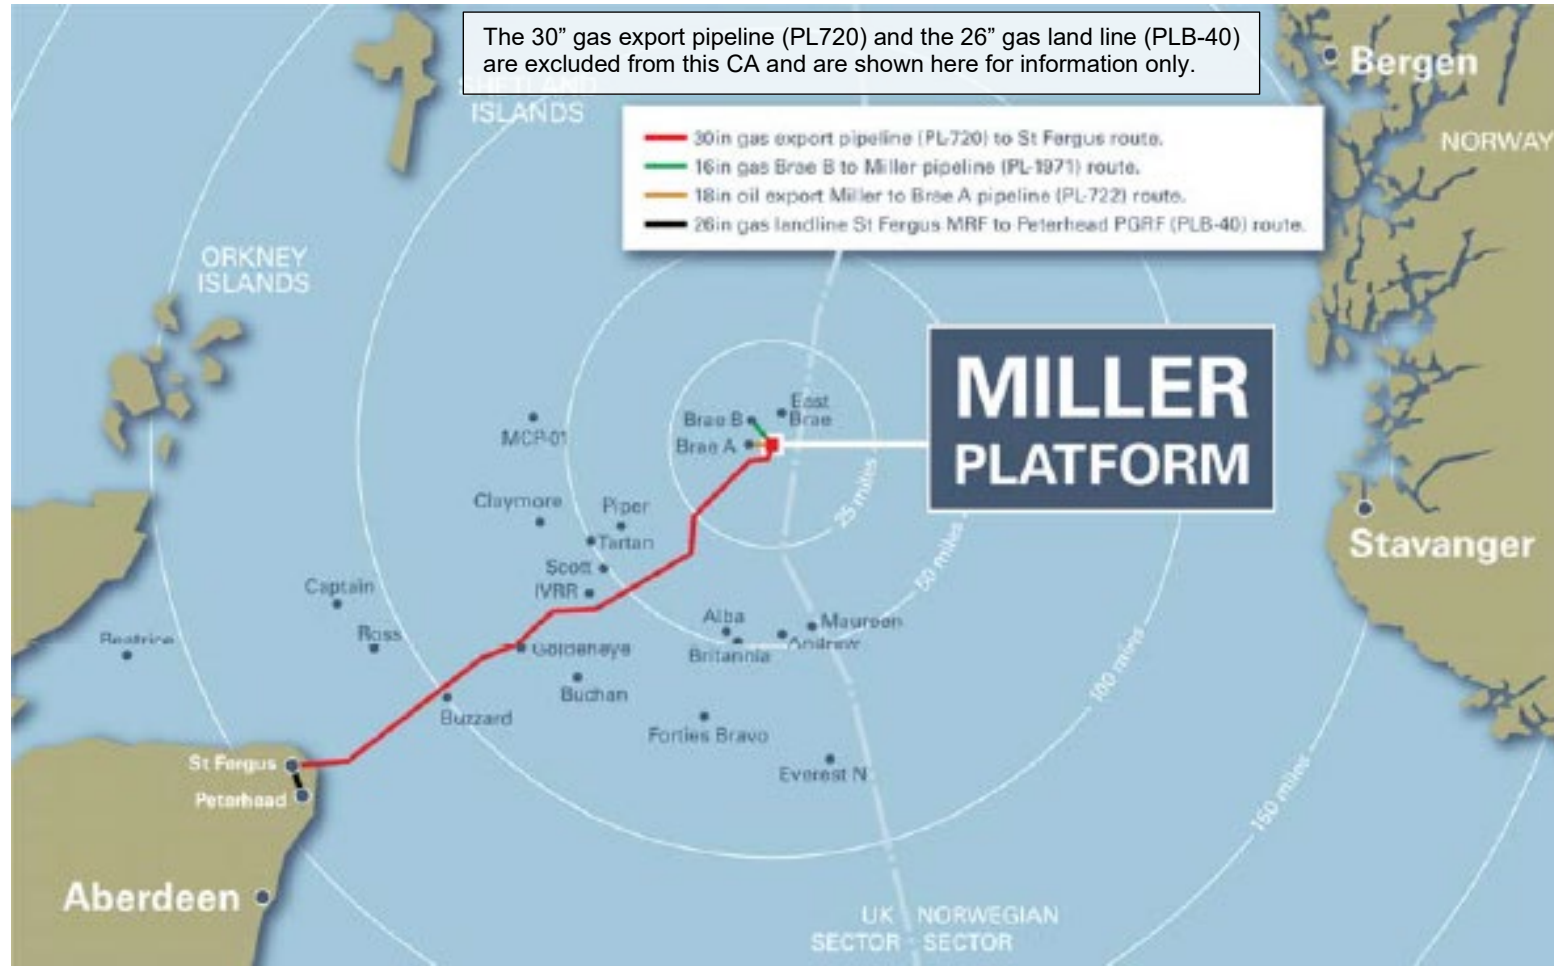 The 30” gas export pipeline (PL720) and the 26” gas land line (PLB-40)
are excluded from this CA and are shown here for information only.
Bergen
SHETLAND
ISLANDS
NORWAY
30in gas export pipeline (PL-720) to St Fergus route.
16in gas Brae B to Miller pipeline (PL-1971) route.
18in oil export Miller to Brae A pipeline (PL-722) route.
26in gas landline St Fergus MRF to Peterhead PGRF (PLB-40) route.
ORKNEY
ISLANDS
MILLER
PLATFORM
East
Brae
Brae B
Brae A
MCP-01
Claymore
Piper
Tartan
Scott
IVRR
25 miles
50 miles
100 miles
150 miles
Stavanger
Captain
Ross
Beatrice
Alba
Maureen
Andrew
Britannia
Goldeneye
Buchan
Buzzard
Forties Bravo
Everest N
St Fergus
Peterhead
Aberdeen
UK NORWEGIAN
SECTOR SECTOR